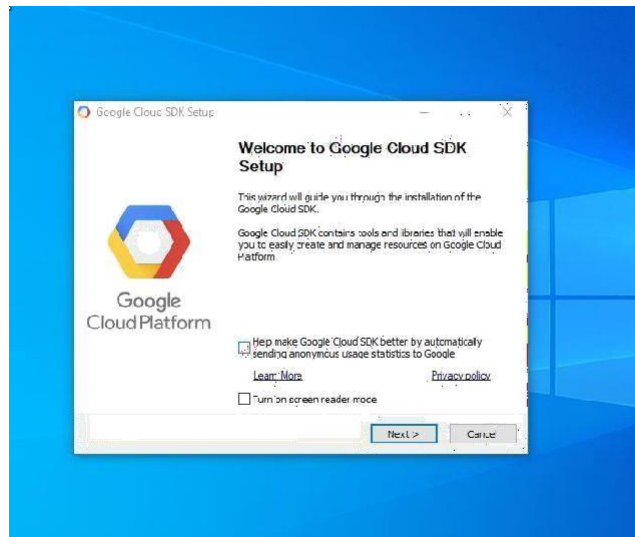 Google Cloud SDK Setup
Welcome to Google Cloud SDK
Setup
This wizard will guide you through the installation of the
Google Cloud SDK.
Google Cloud SDK contains tools and libraries that will enable
you to easily create and manage resources on Google Cloud
Platform.
Google
Cloud Platform
Help make Google Cloud SDK better by automatically
sending anonymous usage statistics to Google
Learn More
Privacy policy
Turn on screen reader mode
Next >
Cancel